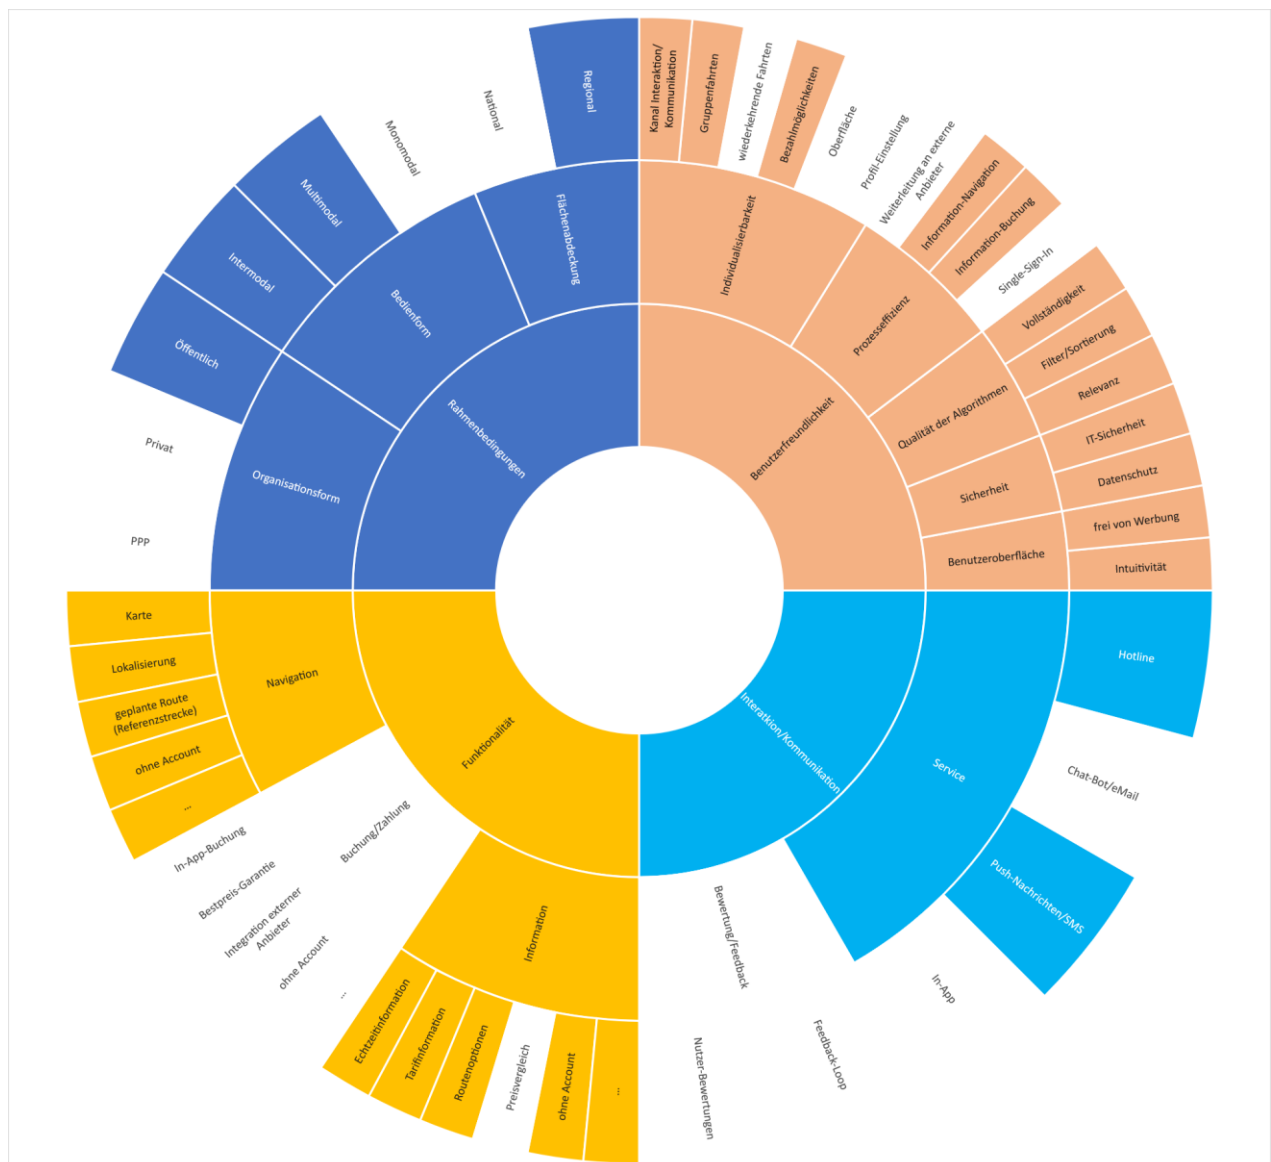 Rahmenbedingungen
Flächenabdeckung
Regional
National
Bedienform
Monomodal
Multimodal
Intermodal
Organisationsform
Öffentlich
Privat
PPP
Benutzerfreundlichkeit
Individualisierbarkeit
Kanal Interaktion/
Kommunikation
Gruppenfahrten
wiederkehrende Fahrten
Bezahlmöglichkeiten
Oberfläche
Profil-Einstellung
Prozesseffizienz
Weiterleitung an externe
Anbieter
Information-Navigation
Information-Buchung
Single-Sign-In
Qualität der Algorithmen
Vollständigkeit
Filter/Sortierung
Relevanz
Sicherheit
IT-Sicherheit
Datenschutz
Benutzeroberfläche
frei von Werbung
Intuitivität
Interatkion/Kommunikation
Service
Hotline
Chat-Bot/eMail
Push-Nachrichten/SMS
In-App
Bewertung/Feedback
Feedback-Loop
Nutzer-Bewertungen
Funktionalität
Information
...
ohne Account
Preisvergleich
Routenoptionen
Tarifinformation
Echtzeitinformation
Buchung/Zahlung
...
ohne Account
Integration externer
Anbieter
Bestpreis-Garantie
In-App-Buchung
Navigation
...
ohne Account
geplante Route
(Referenzstrecke)
Lokalisierung
Karte